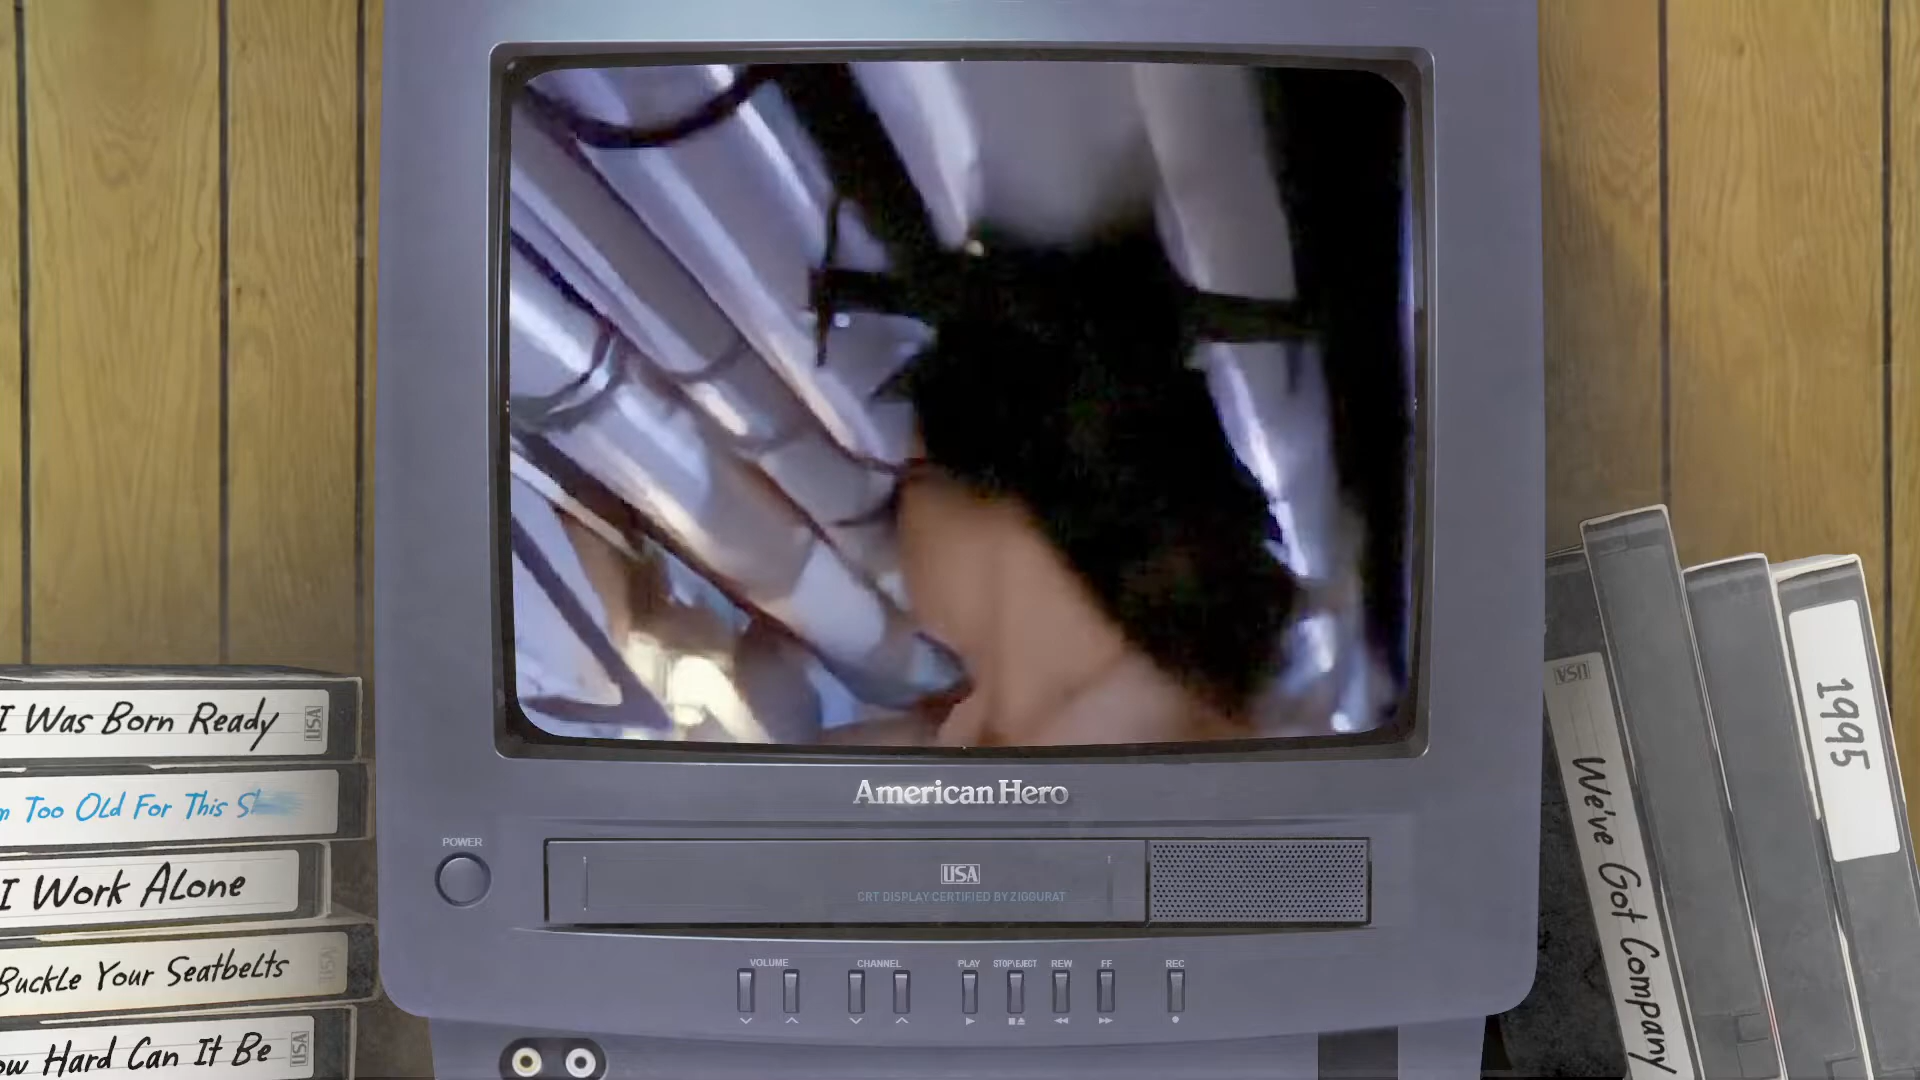 I Was Born Ready
USA
Too Old For This
I Work Alone
Buckle Your Seatbelts
USA
Hard Can It Be
USA
American Hero
POWER
USA
CRT DISPLAY CERTIFIED BY ZIGGURAT
VOLUME
CHANNEL
PLAY
STOP\EJECT
REW
FF
REC
USA
We've Got Company
1995